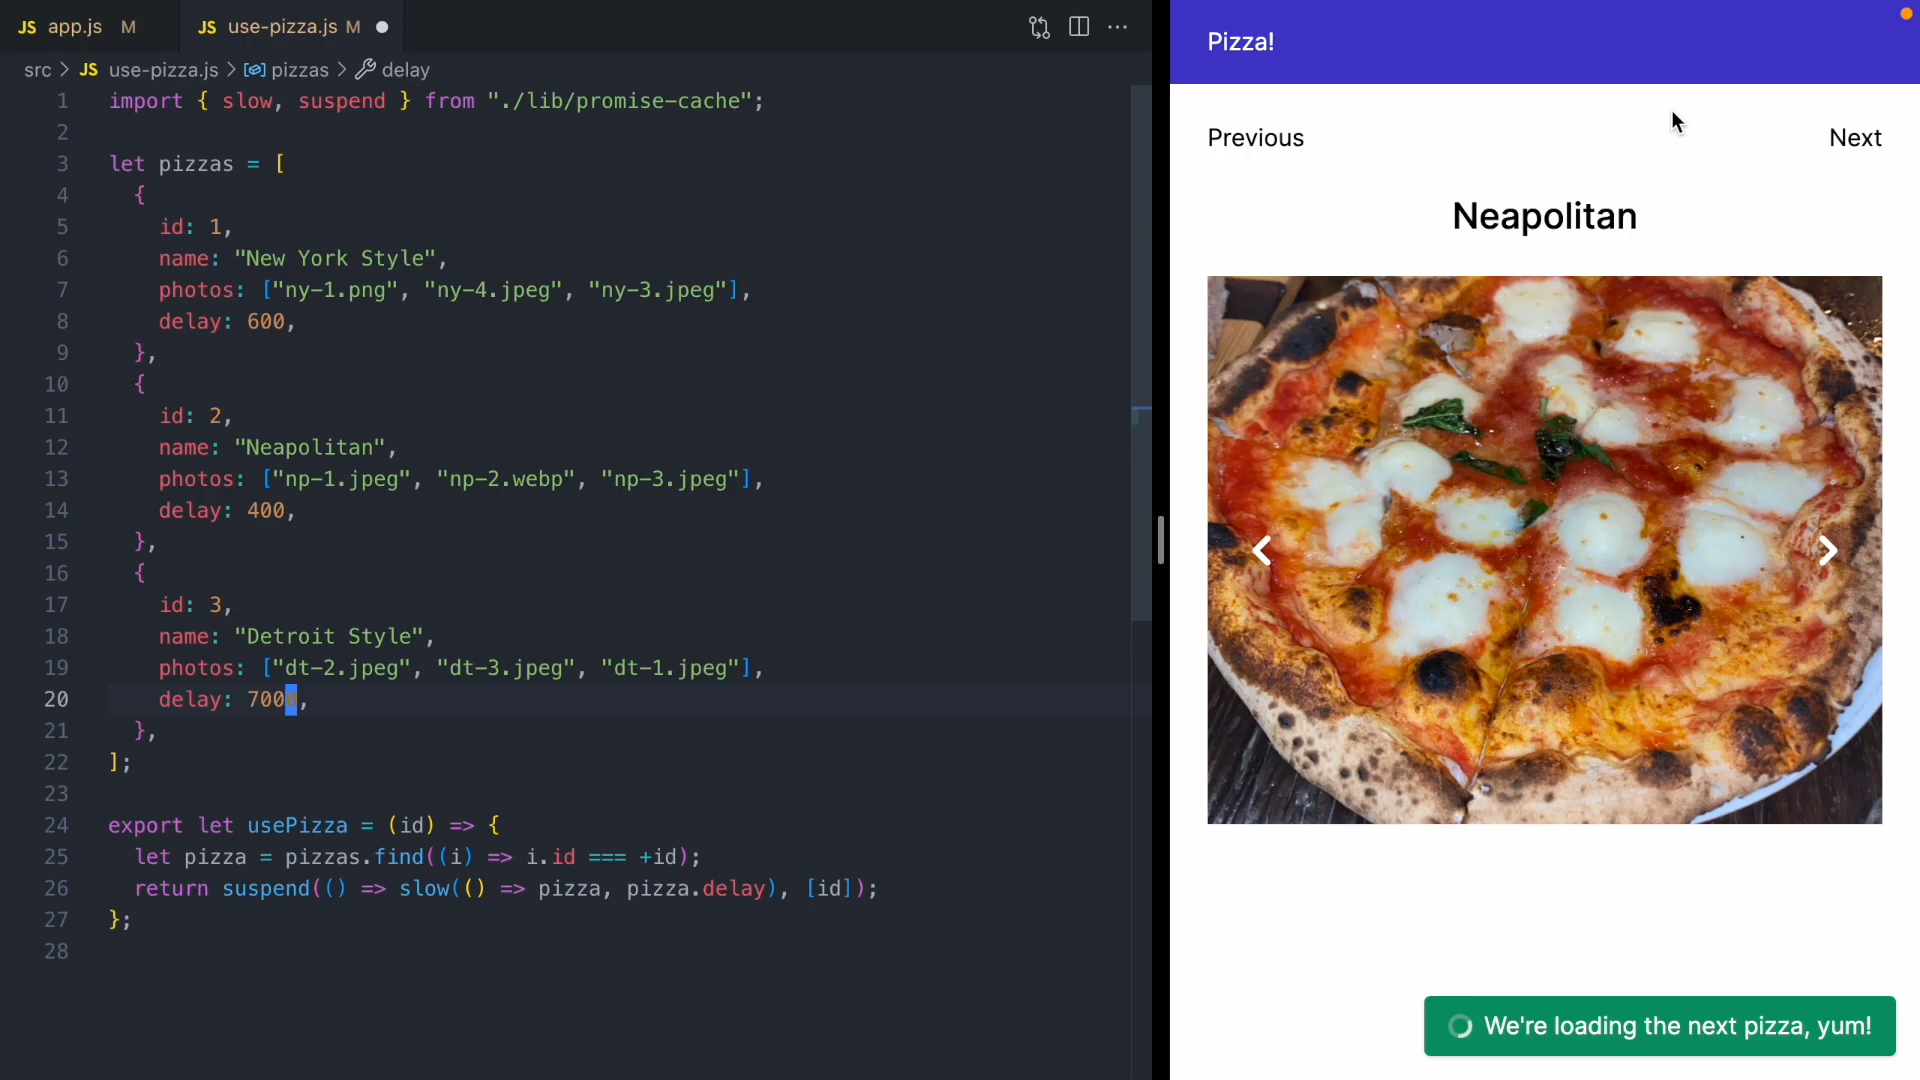 JS app.js M
JS use-pizza.js M
src > JS use-pizza.js > pizzas > delay
1 import { slow, suspend } from "./lib/promise-cache";
2
3 let pizzas = [
4 {
5 id: 1,
6 name: "New York Style",
7 photos: ["ny-1.png", "ny-4.jpeg", "ny-3.jpeg"],
8 delay: 600,
9 },
10 {
11 id: 2,
12 name: "Neapolitan",
13 photos: ["np-1.jpeg", "np-2.webp", "np-3.jpeg"],
14 delay: 400,
15 },
16 {
17 id: 3,
18 name: "Detroit Style",
19 photos: ["dt-2.jpeg", "dt-3.jpeg", "dt-1.jpeg"],
20 delay: 7000,
21 },
22 ];
23
24 export let usePizza = (id) => {
25 let pizza = pizzas.find((i) => i.id === +id);
26 return suspend(() => slow(() => pizza, pizza.delay), [id]);
27 };
28
Pizza!
Previous
Next
Neapolitan
We're loading the next pizza, yum!